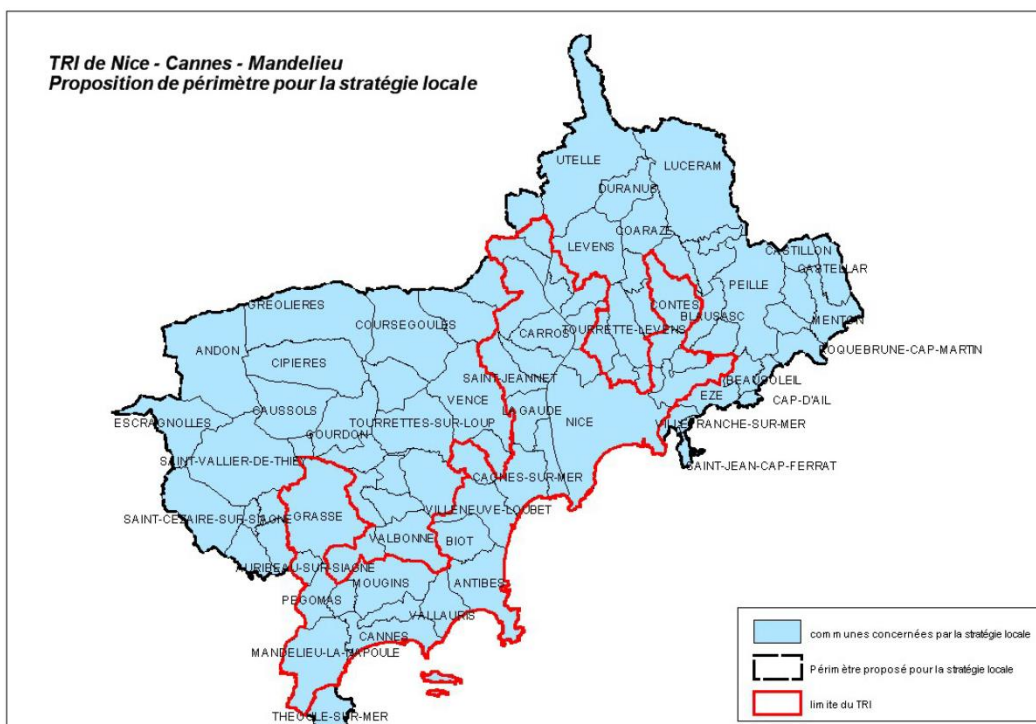 TRI de Nice - Cannes - Mandelieu
Proposition de périmètre pour la stratégie locale
UTELLE
LUCERAM
DURANUS
COARAZE
LEVENS
CASTILLON
CASTELLAR
PEILLE
GREOLIERES
CONTES
BLAUSASC
MENTON
COURSEGOULES
CARROS
TOURRETTE-LEVENS
ANDON
ROQUEBRUNE-CAP-MARTIN
CIPIERES
SAINT-JEANNET
BEAUSOLEIL
EZE
CAP-D'AIL
VENCE
CAUSSOLS
LA GAUDE
ESCRAGNOLLES
TOURRETTES-SUR-LOUP
NICE
VILLEFRANCHE-SUR-MER
GOURDON
SAINT-VALLIER-DE-THIEY
SAINT-JEAN-CAP-FERRAT
CAGNES-SUR-MER
VILLENEUVE-LOUBET
SAINT-CEZAIRE-SUR-SIAGNE
GRASSE
VALBONNE
BIOT
AURIBEAU-SUR-SIAGNE
MOUGINS
ANTIBES
PEGOMAS
VALLAURIS
CANNES
MANDELIEU-LA-NAPOULE
THEOULE-SUR-MER
communes concernées par la stratégie locale
Périmètre proposé pour la stratégie locale
limite du TRI